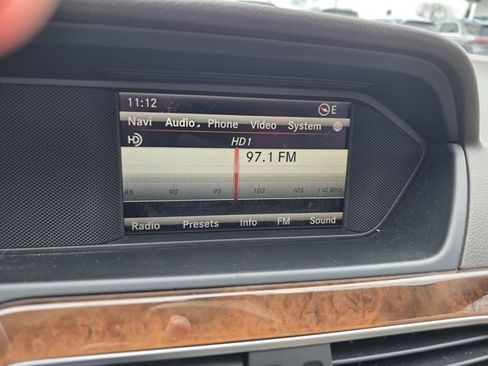 11:12 E
Navi Audio Phone Video System
HD HD1
97.1 FM
85 90 95 100 105 110 MHz
Radio Presets Info FM Sound